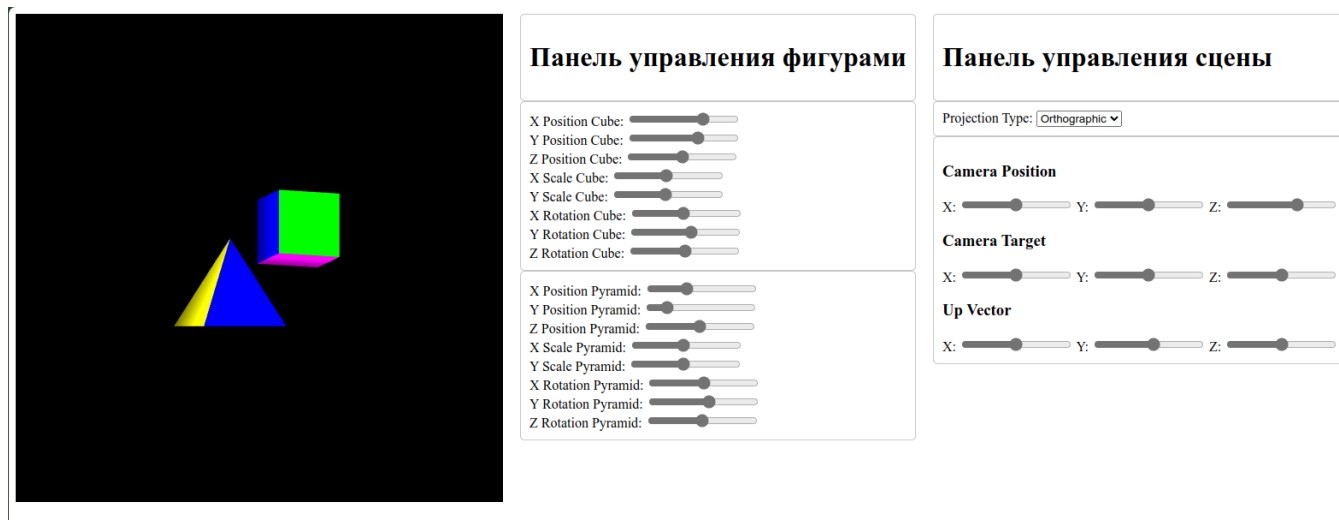 Панель управления фигурами
X Position Cube:
Y Position Cube:
Z Position Cube:
X Scale Cube:
Y Scale Cube:
X Rotation Cube:
Y Rotation Cube:
Z Rotation Cube:
X Position Pyramid:
Y Position Pyramid:
Z Position Pyramid:
X Scale Pyramid:
Y Scale Pyramid:
X Rotation Pyramid:
Y Rotation Pyramid:
Z Rotation Pyramid:
Панель управления сцены
Projection Type: Orthographic
Camera Position
X: Y: Z:
Camera Target
X: Y: Z:
Up Vector
X: Y: Z: